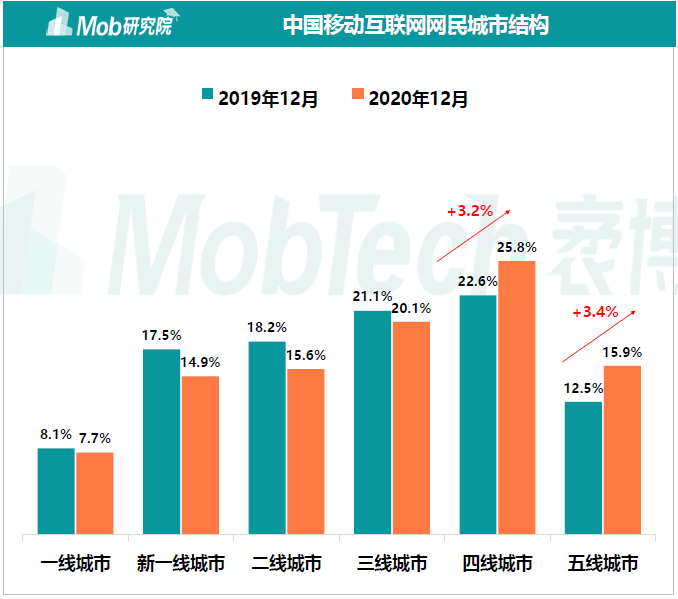 Mob研究院
中国移动互联网网民城市结构
2019年12月 2020年12月
MobTech 袤博
+3.2%
25.8%
22.6%
21.1%
20.1%
+3.4%
18.2%
17.5%
15.6%
14.9%
15.9%
12.5%
8.1%
7.7%
一线城市 新一线城市 二线城市 三线城市 四线城市 五线城市